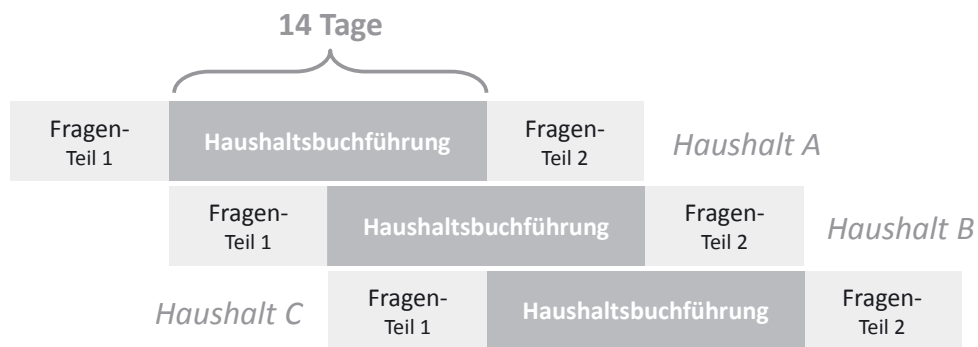 14 Tage
Fragen-
Teil 1
Haushaltsbuchführung
Fragen-
Teil 2
Haushalt A
Fragen-
Teil 1
Haushaltsbuchführung
Fragen-
Teil 2
Haushalt B
Haushalt C
Fragen-
Teil 1
Haushaltsbuchführung
Fragen-
Teil 2